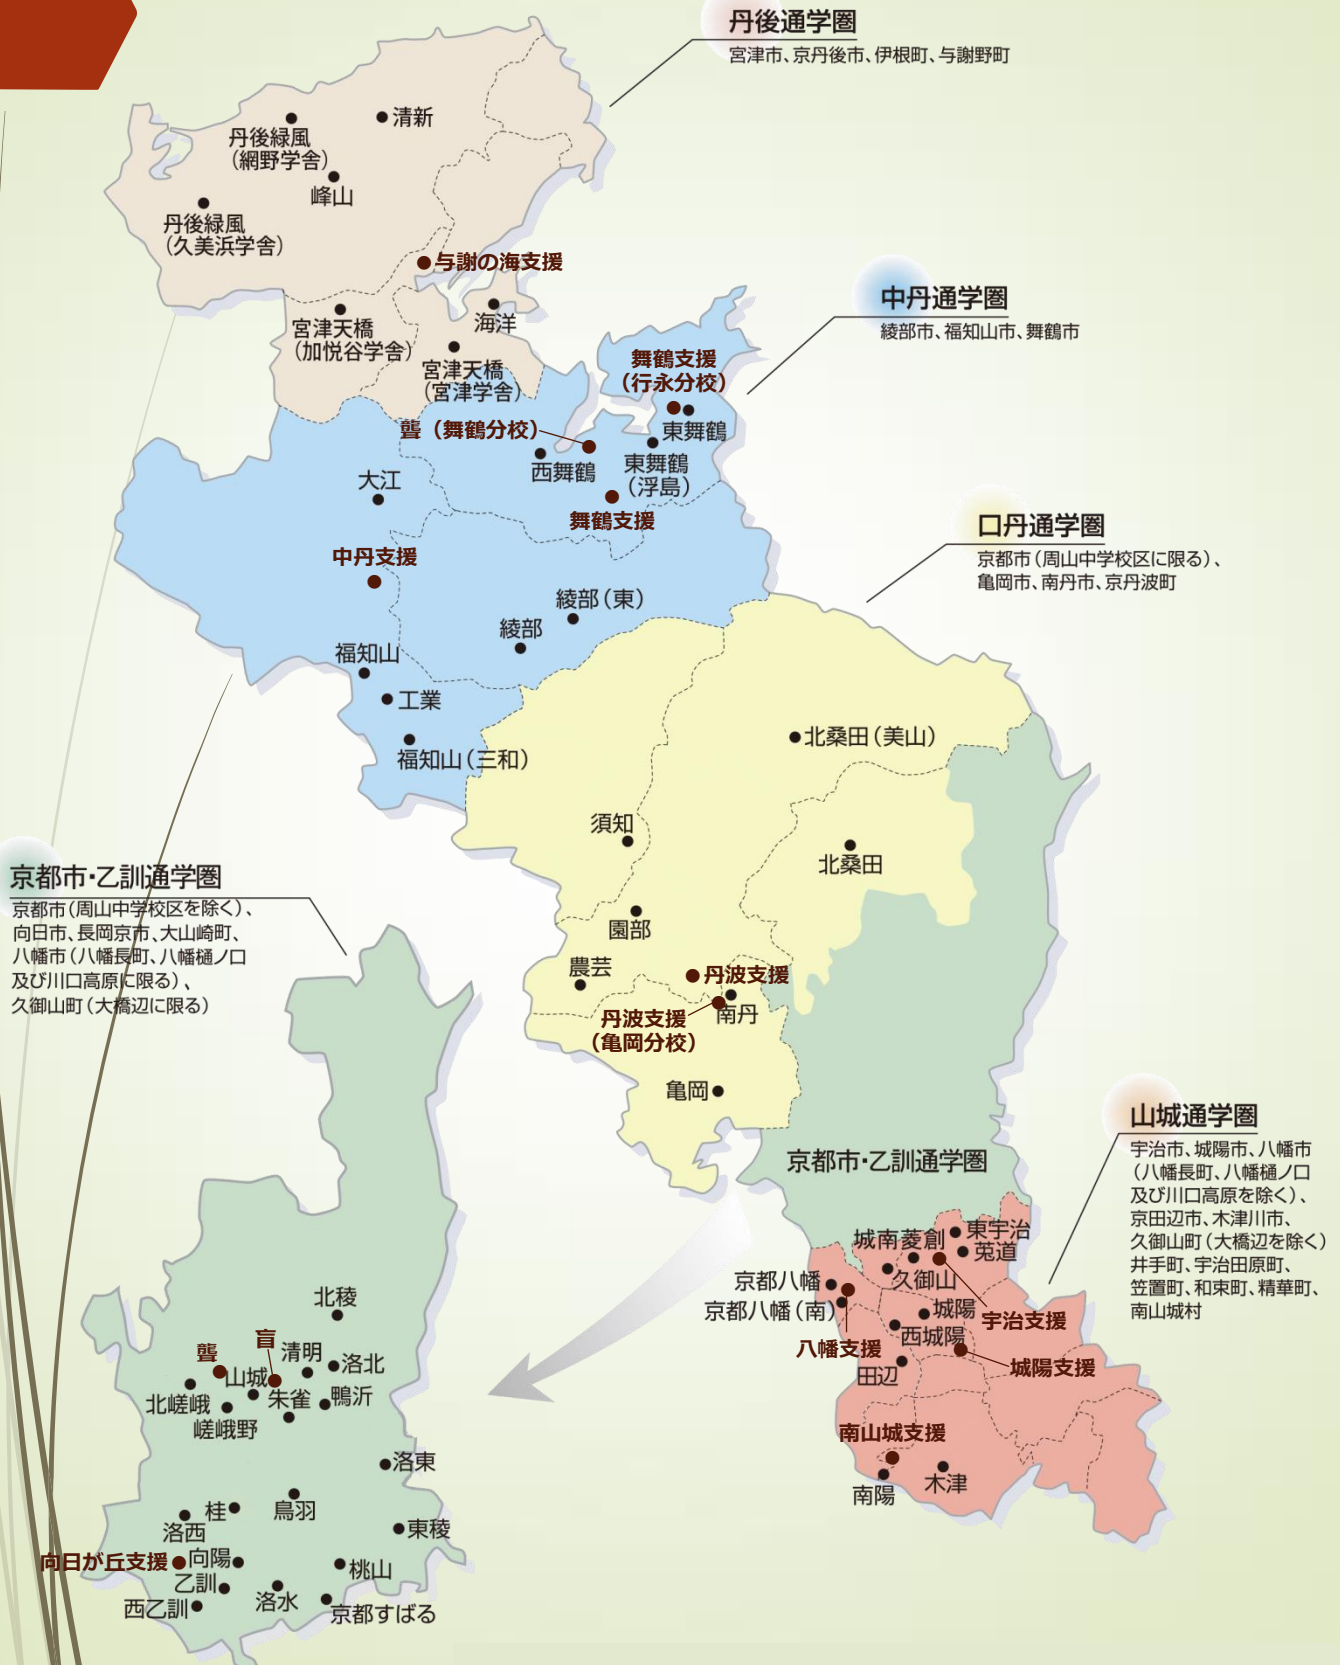 丹後通学圏
宮津市、京丹後市、伊根町、与謝野町
清新
丹後緑風
（網野学舎）
峰山
丹後緑風
（久美浜学舎）
与謝の海支援
海洋
宮津天橋
（加悦谷学舎）
宮津天橋
（宮津学舎）
中丹通学圏
綾部市、福知山市、舞鶴市
舞鶴支援
（行永分校）
東舞鶴
聾（舞鶴分校）
西舞鶴
東舞鶴
（浮島）
大江
舞鶴支援
中丹支援
綾部（東）
綾部
福知山
工業
福知山（三和）
口丹通学圏
京都市（周山中学校区に限る）、
亀岡市、南丹市、京丹波町
北桑田（美山）
須知
北桑田
園部
農芸
丹波支援
南丹
丹波支援
（亀岡分校）
亀岡
京都市・乙訓通学圏
京都市（周山中学校区を除く）、
向日市、長岡京市、大山崎町、
八幡市（八幡長町、八幡樋ノ口
及び川口高原に限る）、
久御山町（大橋辺に限る）
京都市・乙訓通学圏
山城通学圏
宇治市、城陽市、八幡市
（八幡長町、八幡樋ノ口
及び川口高原を除く）、
京田辺市、木津川市、
久御山町（大橋辺を除く）
井手町、宇治田原町、
笠置町、和束町、精華町、
南山城村
東宇治
城南菱創
莵道
久御山
京都八幡
京都八幡（南）
城陽
宇治支援
西城陽
八幡支援
城陽支援
田辺
南山城支援
木津
南陽
北稜
盲
聾
清明
洛北
山城
北嵯峨
朱雀
鴨沂
嵯峨野
洛東
桂
鳥羽
洛西
東稜
向日が丘支援
向陽
桃山
乙訓
洛水
西乙訓
京都すばる